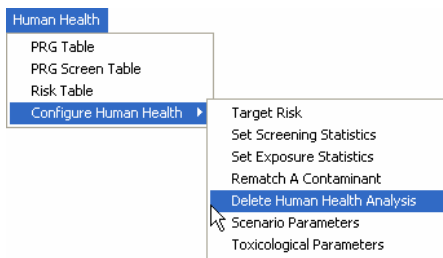 Human Health
PRG Table
PRG Screen Table
Risk Table
Configure Human Health
Target Risk
Set Screening Statistics
Set Exposure Statistics
Rematch A Contaminant
Delete Human Health Analysis
Scenario Parameters
Toxicological Parameters